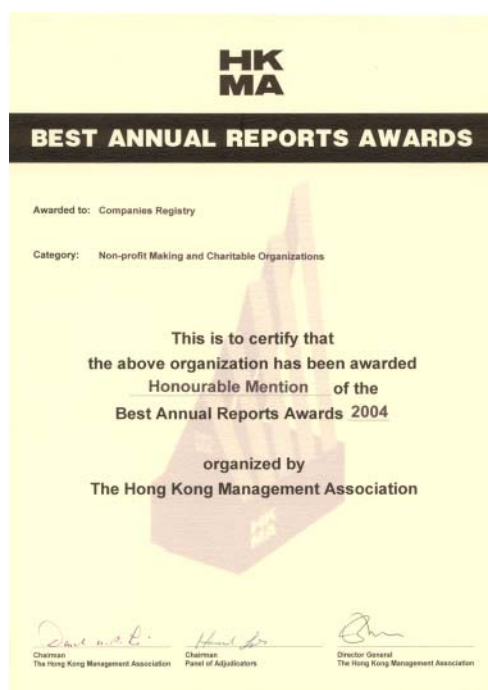 HK
MA
BEST ANNUAL REPORTS AWARDS
Awarded to: Companies Registry
Category: Non-profit Making and Charitable Organizations
This is to certify that
the above organization has been awarded
Honourable Mention of the
Best Annual Reports Awards 2004
organized by
The Hong Kong Management Association
HK
MA
Chairman
The Hong Kong Management Association
Chairman
Panel of Adjudicators
Director General
The Hong Kong Management Association